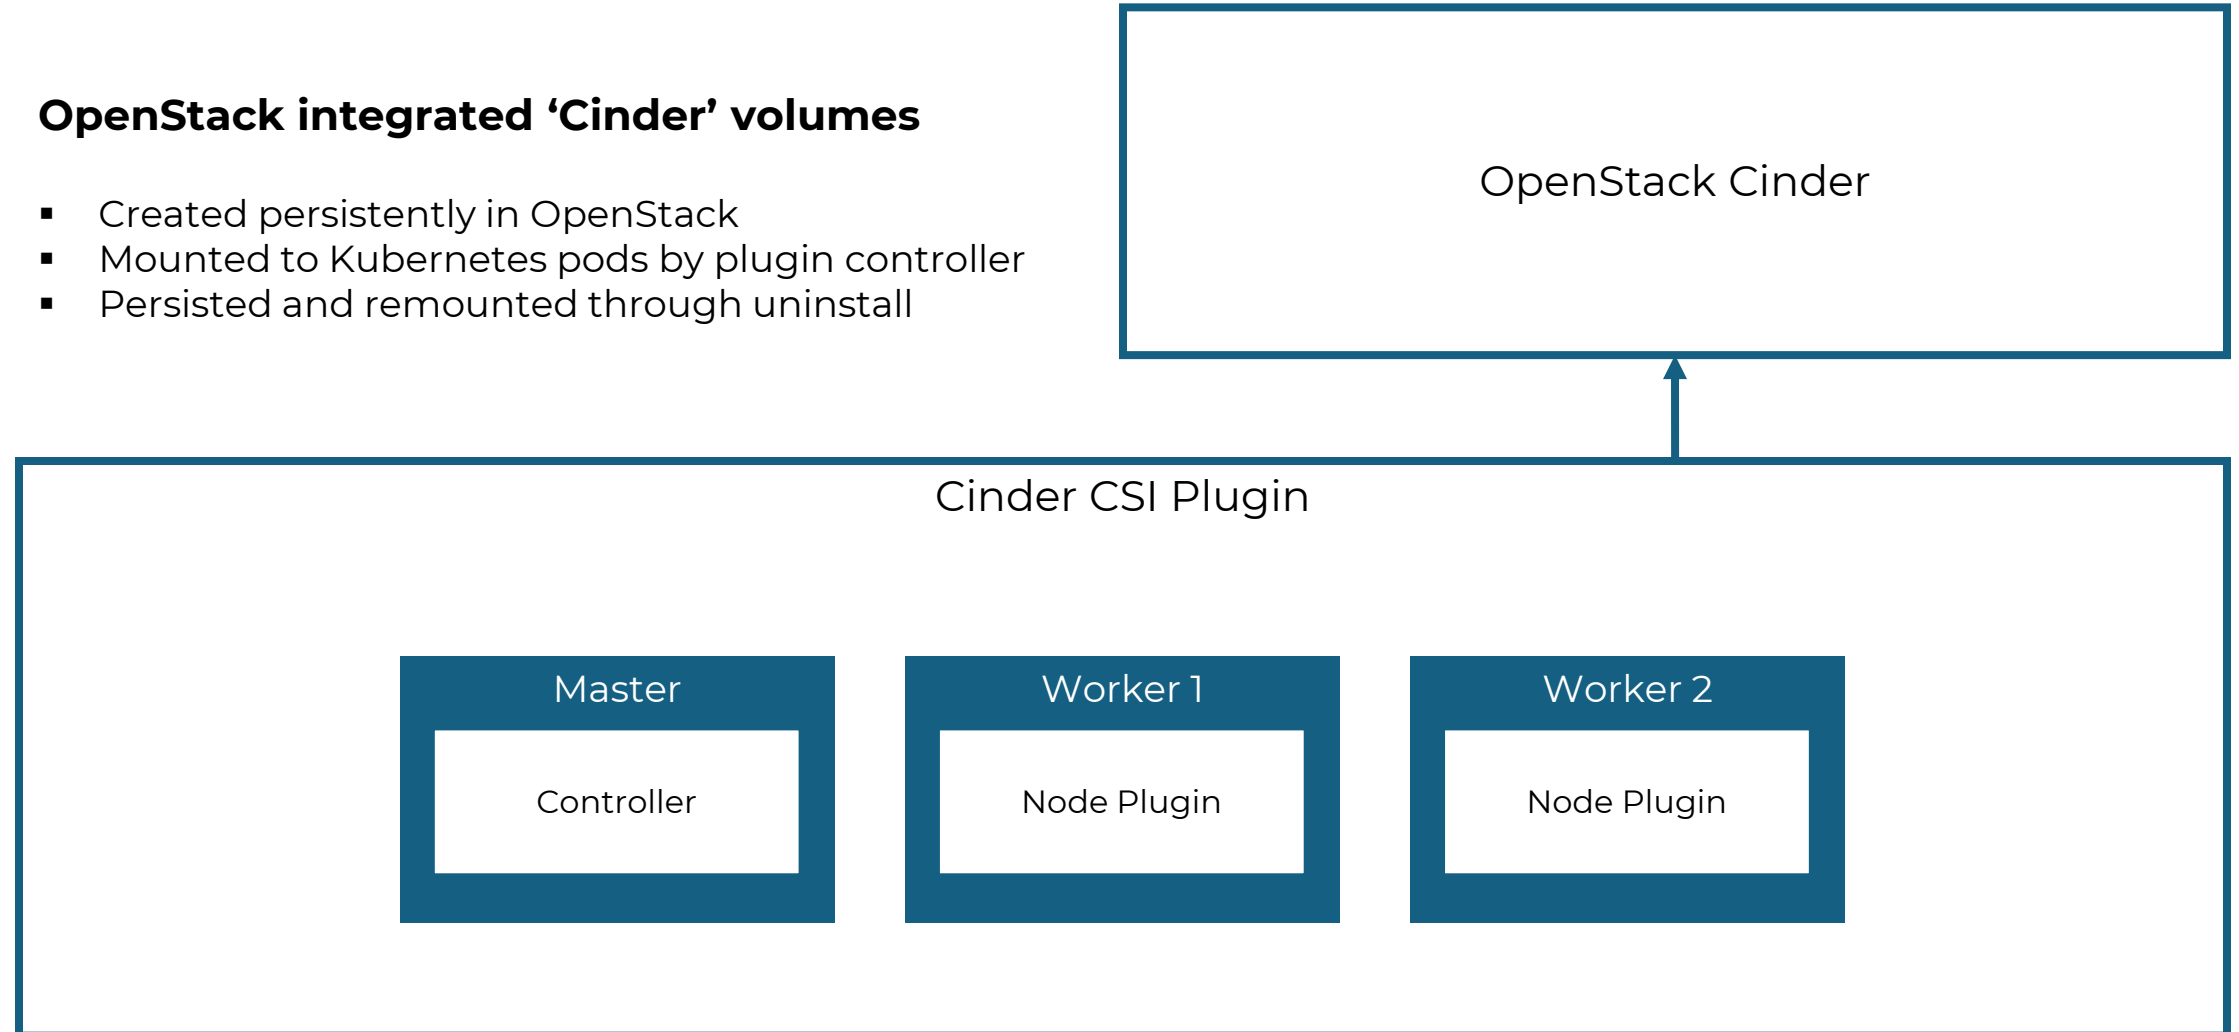 OpenStack integrated ‘Cinder’ volumes
▪ Created persistently in OpenStack
▪ Mounted to Kubernetes pods by plugin controller
▪ Persisted and remounted through uninstall
OpenStack Cinder
Cinder CSI Plugin
Master
Controller
Worker 1
Node Plugin
Worker 2
Node Plugin